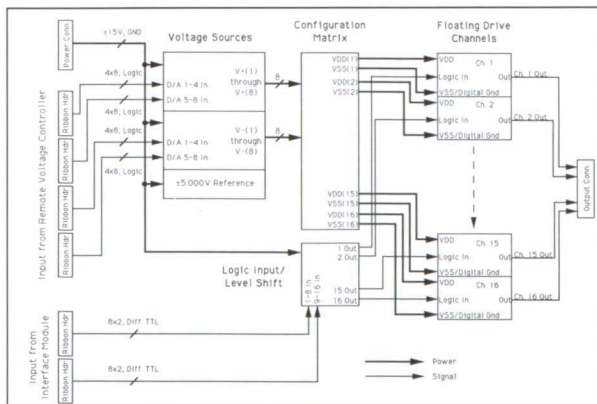 ±15V, GND
Power Conn.
Voltage Sources
Configuration
Matrix
Floating Drive
Channels
4x8, Logic
Ribbon Hdr
D/A 1-4 In
D/A 5-8 In
V+(1)
through
V-(8)
8
4x8, Logic
Ribbon Hdr
4x8, Logic
Ribbon Hdr
D/A 1-4 In
D/A 5-8 In
V+(1)
through
V-(8)
8
4x8, Logic
Ribbon Hdr
±5.000V Reference
Input from Remote Voltage Controller
VDD(1)
VSS(1)
VDD(2)
VSS(2)
VDD(15)
VSS(15)
VDD(16)
VSS(16)
VDD
Ch. 1
Logic In
Out
Ch. 1 Out
VSS/Digital Gnd
VDD
Ch. 2
Logic In
Out
Ch. 2 Out
VSS/Digital Gnd
VDD
Ch. 15
Logic In
Out
Ch. 15 Out
VSS/Digital Gnd
VDD
Ch. 16
Logic In
Out
Ch. 16 Out
VSS/Digital Gnd
Output Conn.
Logic Input/
Level Shift
1 Out
2 Out
15 Out
16 Out
1-8 In
9-16 In
Input from
Interface Module
Ribbon Hdr
8x2, Diff. TTL
Ribbon Hdr
8x2, Diff. TTL
Power
Signal